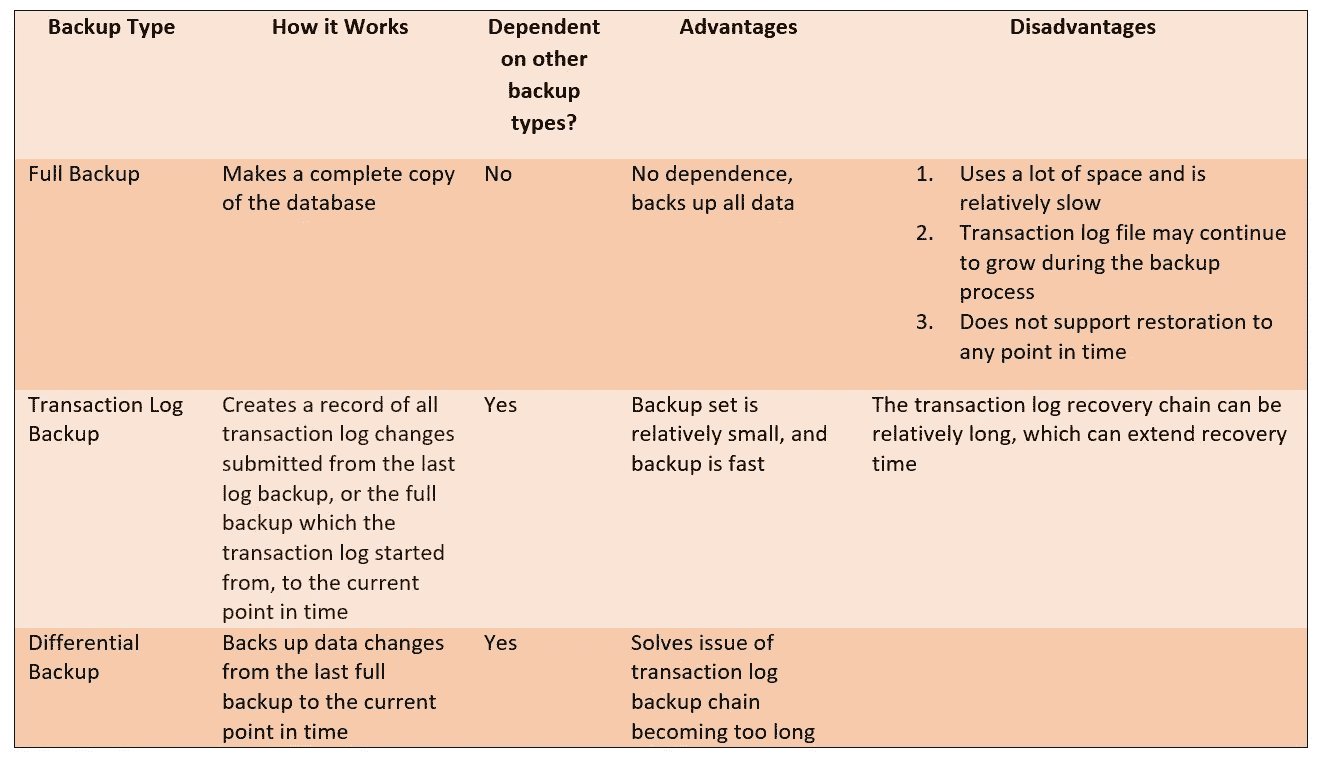 Backup Type
How it Works
Dependent
on other
backup
types?
Advantages
Disadvantages
Full Backup
Makes a complete copy
of the database
No
No dependence,
backs up all data
1. Uses a lot of space and is
relatively slow
2. Transaction log file may continue
to grow during the backup
process
3. Does not support restoration to
any point in time
Transaction Log
Backup
Creates a record of all
transaction log changes
submitted from the last
log backup, or the full
backup which the
transaction log started
from, to the current
point in time
Yes
Backup set is
relatively small, and
backup is fast
The transaction log recovery chain can be
relatively long, which can extend recovery
time
Differential
Backup
Backs up data changes
from the last full
backup to the current
point in time
Yes
Solves issue of
transaction log
backup chain
becoming too long